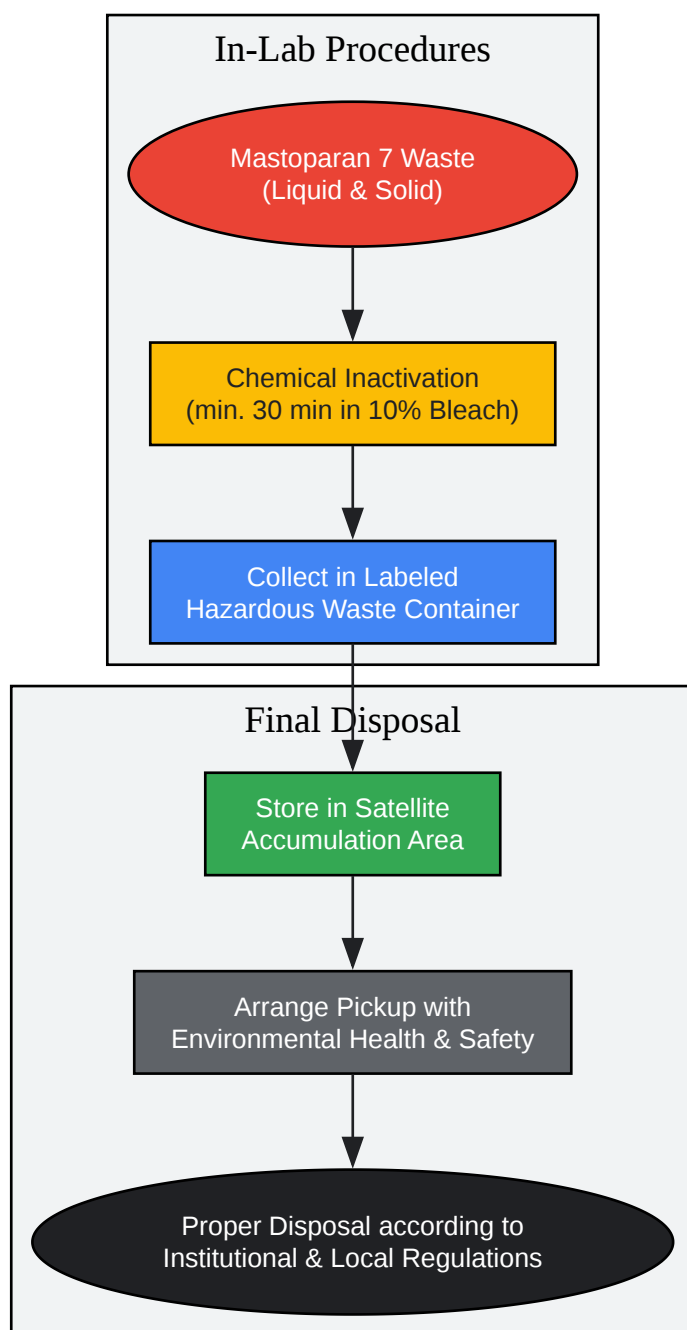 In-Lab Procedures
Mastoparan 7 Waste
(Liquid & Solid)
Chemical Inactivation
(min. 30 min in 10% Bleach)
Collect in Labeled
Hazardous Waste Container
Final Disposal
Store in Satellite
Accumulation Area
Arrange Pickup with
Environmental Health & Safety
Proper Disposal according to
Institutional & Local Regulations